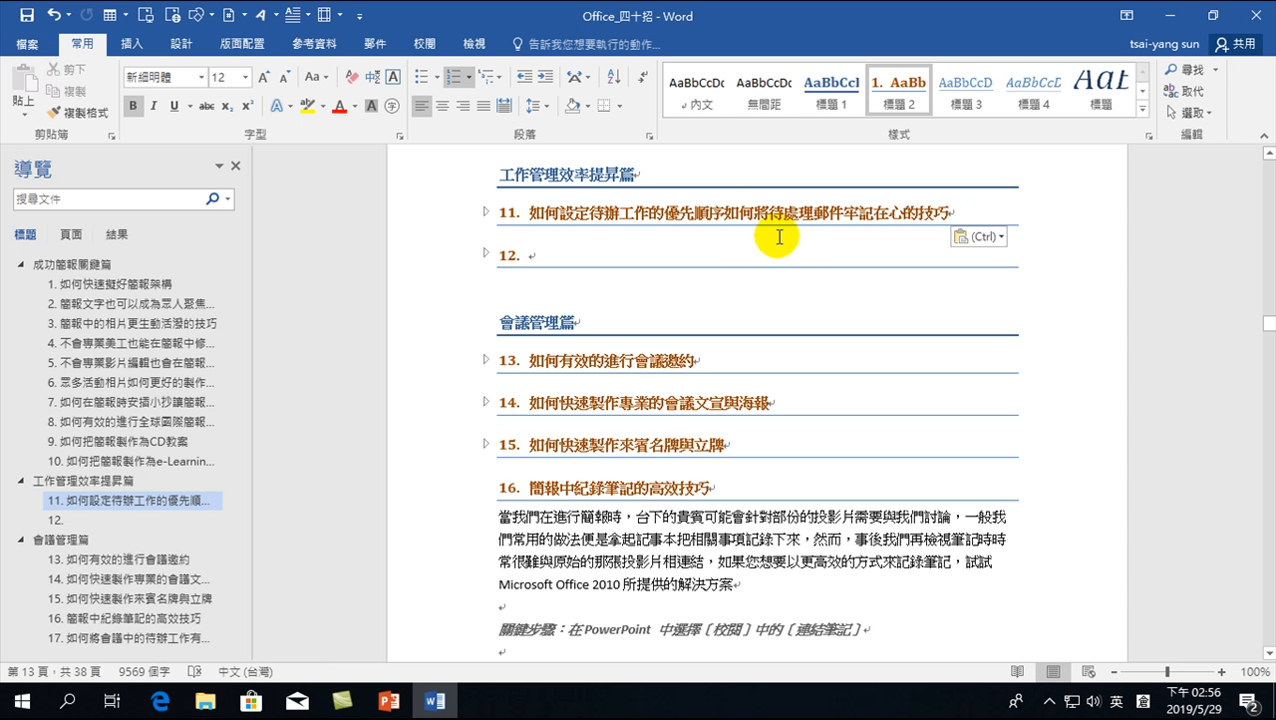 Office_四十招 - Word
檔案 常用 插入 設計 版面配置 參考資料 郵件 校閱 檢視 告訴我您想要執行的動作... tsai-yang sun 共用
貼上
剪下
複製
複製格式
剪貼簿
新細明體 12
字型
段落
AaBbCcDc 內文
AaBbCcDc 無間距
AaBbCcI 標題 1
1. AaBb 標題 2
AaBbCcD 標題 3
AaBbCcD 標題 4
AaI 標題
樣式
尋找
取代
選取
編輯
導覽
搜尋文件
標題 頁面 結果
成功簡報關鍵篇
1. 如何快速擬好簡報架構
2. 簡報文字也可以成為眾人聚焦...
3. 簡報中的相片更生動活潑的技巧
4. 不會專業美工也能在簡報中修...
5. 不會專業影片編輯也會在簡報...
6. 眾多活動相片如何更好的製作...
7. 如何在簡報時安插小抄讓簡報...
8. 如何有效的進行全球團隊簡報...
9. 如何把簡報製作為CD教案
10. 如何把簡報製作為e-Learnin...
工作管理效率提昇篇
11. 如何設定待辦工作的優先順...
12.
會議管理篇
13. 如何有效的進行會議邀約
14. 如何快速製作專業的會議文...
15. 如何快速製作來賓名牌與立牌
16. 簡報中紀錄筆記的高效技巧
17. 如何將會議中的待辦工作有...
工作管理效率提昇篇
11. 如何設定待辦工作的優先順序如何將待處理郵件牢記在心的技巧
(Ctrl)
12.
會議管理篇
13. 如何有效的進行會議邀約
14. 如何快速製作專業的會議文宣與海報
15. 如何快速製作來賓名牌與立牌
16. 簡報中紀錄筆記的高效技巧
當我們在進行簡報時，台下的貴賓可能會針對部份的投影片需要與我們討論，一般我
們常用的做法便是拿起記事本把相關事項記錄下來，然而，事後我們再檢視筆記時時
常很難與原始的那張投影片相連結，如果您想要以更高效的方式來記錄筆記，試試
Microsoft Office 2010 所提供的解決方案
關鍵步驟：在 PowerPoint 中選擇〔校閱〕中的〔連結筆記〕
第 13 頁，共 38 頁 9569 個字 中文 (台灣) 100%
英
下午 02:56
2019/5/29
2